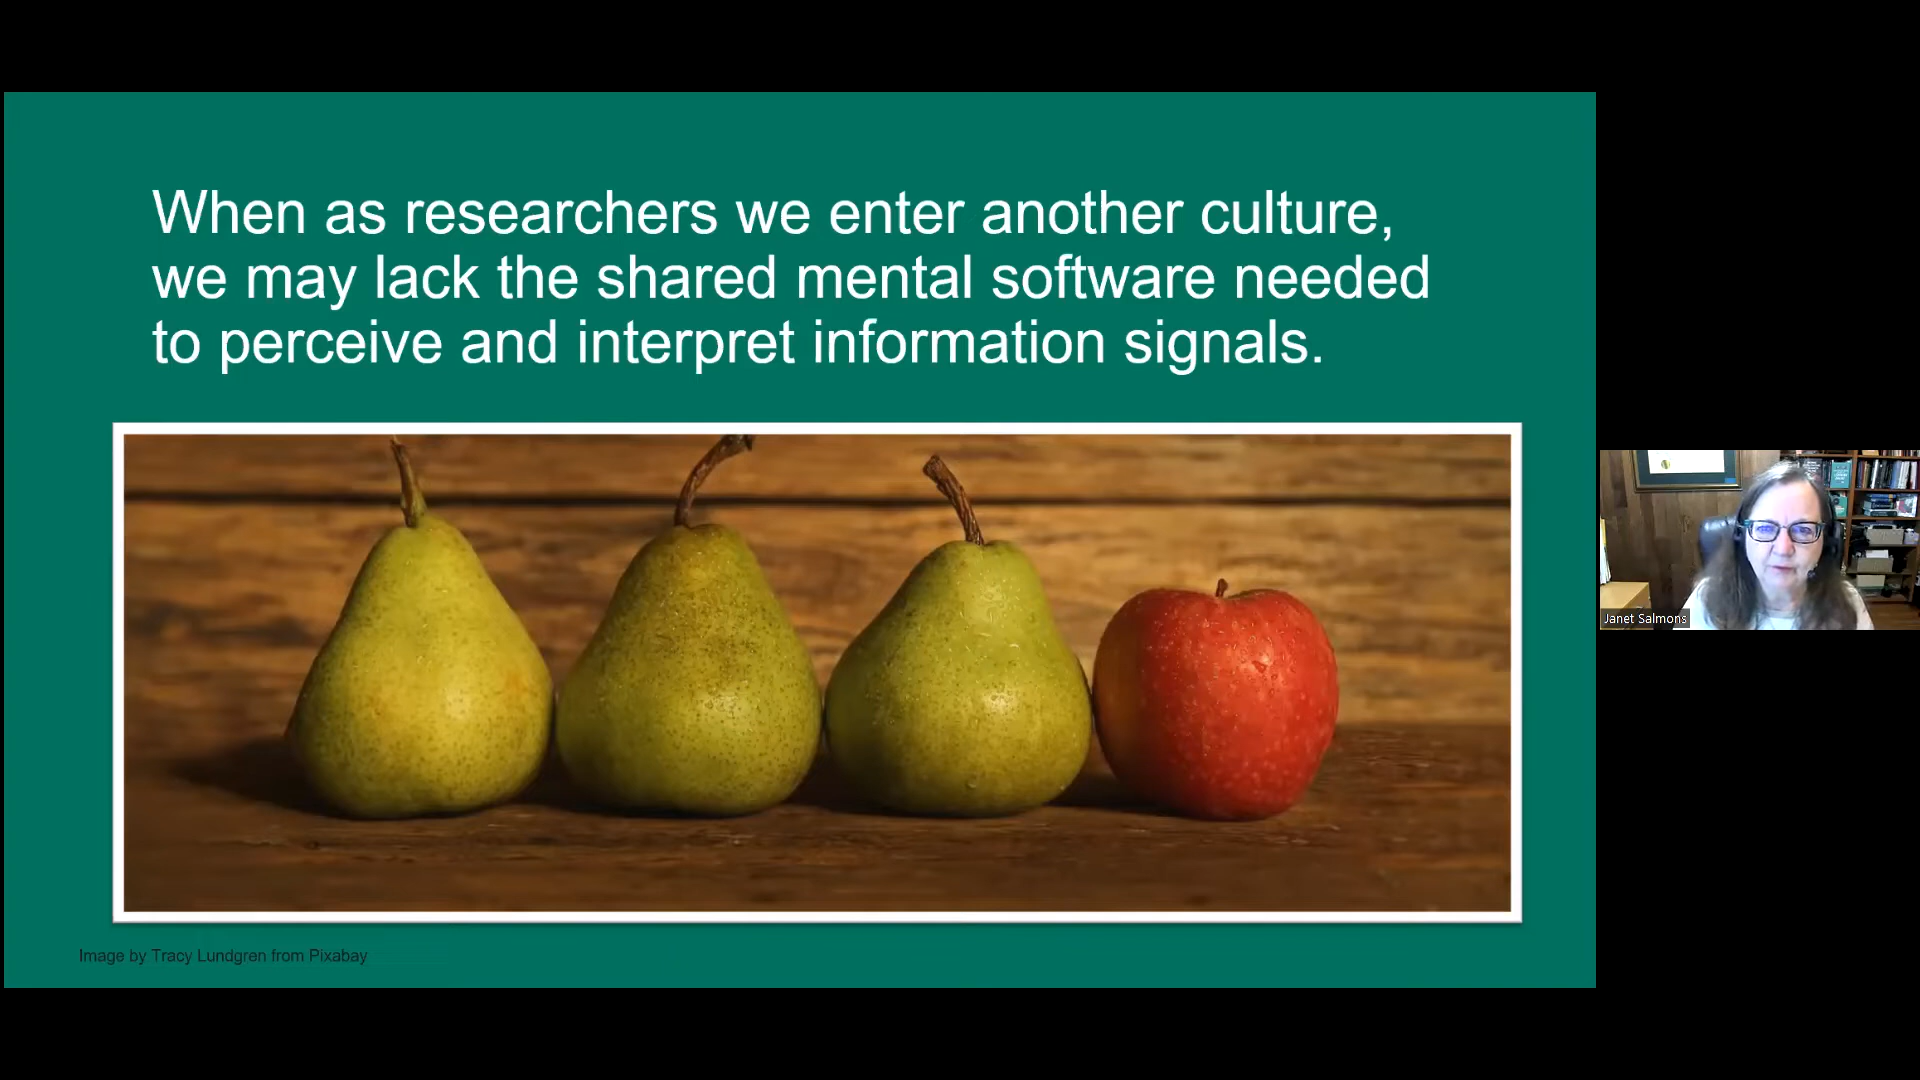 When as researchers we enter another culture,
we may lack the shared mental software needed
to perceive and interpret information signals.
Image by Tracy Lundgren from Pixabay
Janet Salmons